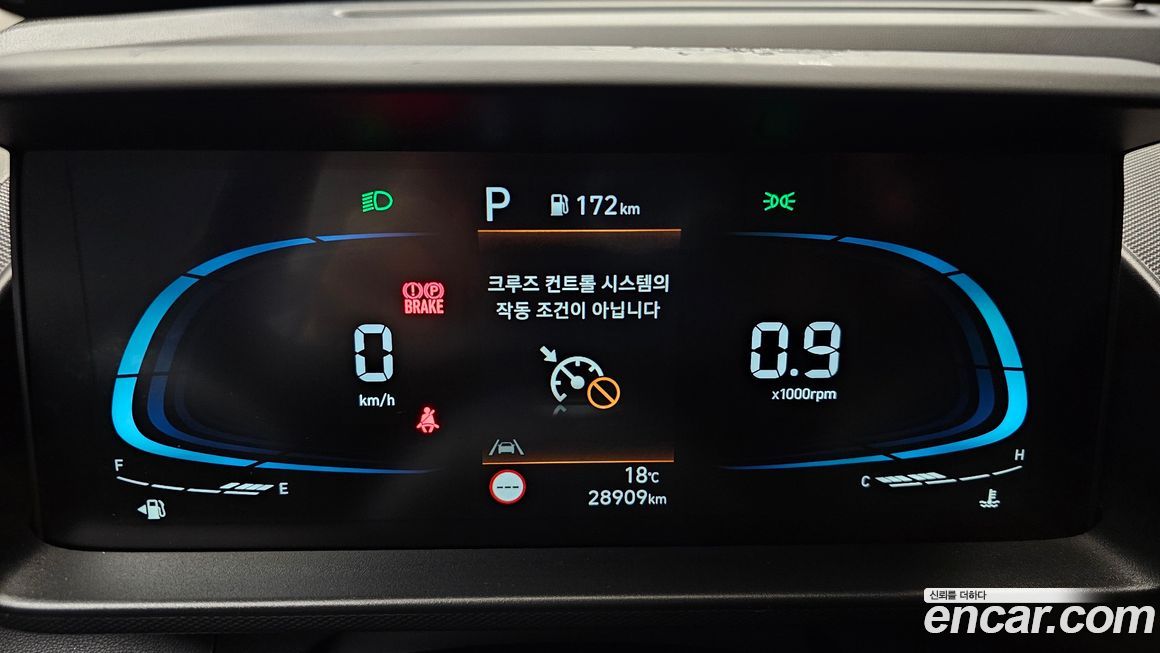 P 172km
크루즈 컨트롤 시스템의
작동 조건이 아닙니다
BRAKE
0
km/h
0.9
x1000rpm
F
E
C
H
---
18℃
28909km
신뢰를 더하다
encar.com